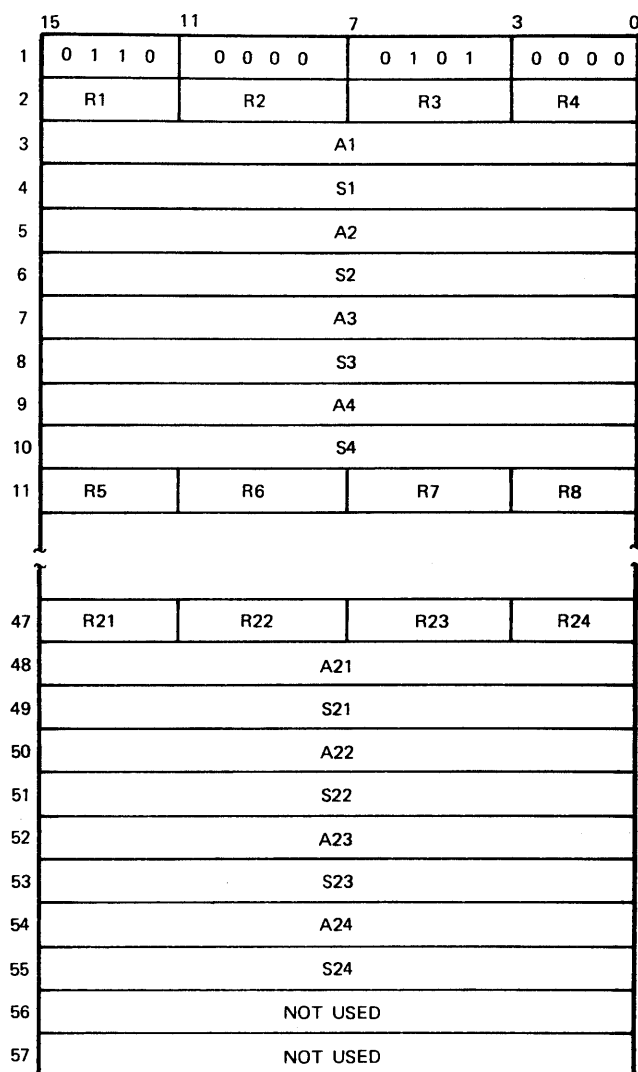 15 11 7 3 0
1 0 1 1 0 0 0 0 0 0 1 0 1 0 0 0 0
2 R1 R2 R3 R4
3 A1
4 S1
5 A2
6 S2
7 A3
8 S3
9 A4
10 S4
11 R5 R6 R7 R8
47 R21 R22 R23 R24
48 A21
49 S21
50 A22
51 S22
52 A23
53 S23
54 A24
55 S24
56 NOT USED
57 NOT USED